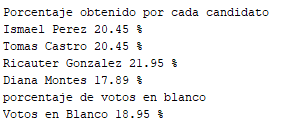 Porcentaje obtenido por cada candidato
Ismael Perez 20.45 %
Tomas Castro 20.45 %
Ricauter Gonzalez 21.95 %
Diana Montes 17.89 %
porcentaje de votos en blanco
Votos en Blanco 18.95 %